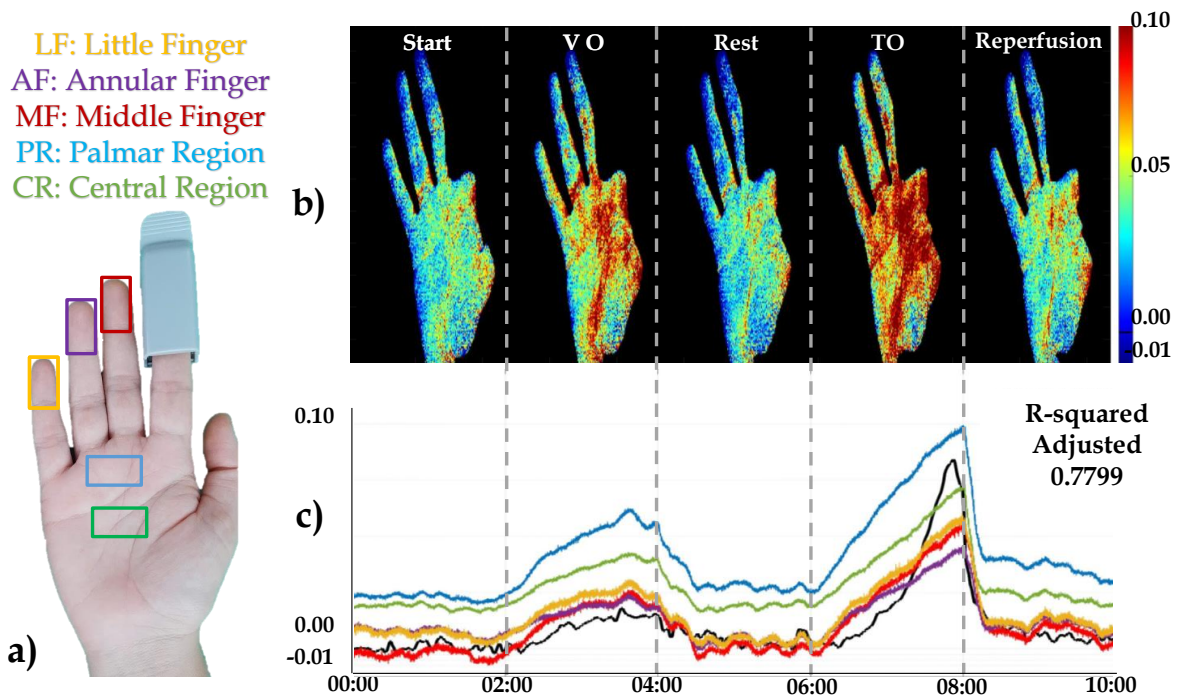 LF: Little Finger
AF: Annular Finger
MF: Middle Finger
PR: Palmar Region
CR: Central Region
a)
b)
Start
V O
Rest
TO
Reperfusion
0.10
0.05
0.00
-0.01
c)
0.10
0.00
-0.01
R-squared
Adjusted
0.7799
00:00
02:00
04:00
06:00
08:00
10:00